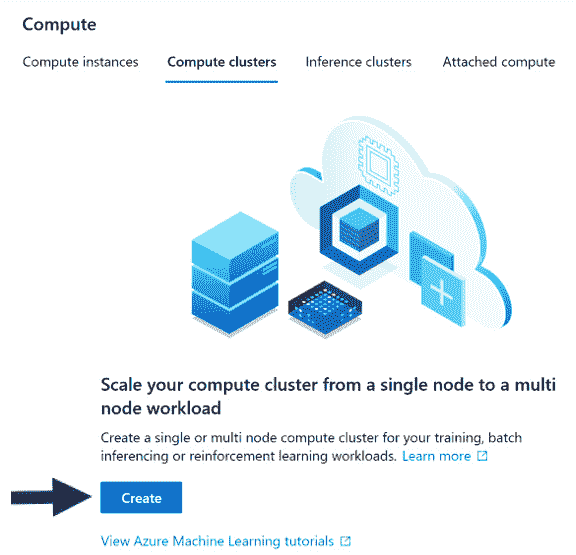 Compute
Compute instances Compute clusters Inference clusters Attached compute
Scale your compute cluster from a single node to a multi
node workload
Create a single or multi node compute cluster for your training, batch
inferencing or reinforcement learning workloads. Learn more
Create
View Azure Machine Learning tutorials